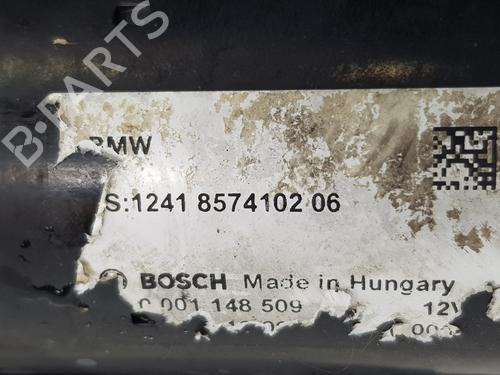 B-PARTS
BMW
S:1241 8574102 06
BOSCH Made in Hungary
0 001 148 509 12V